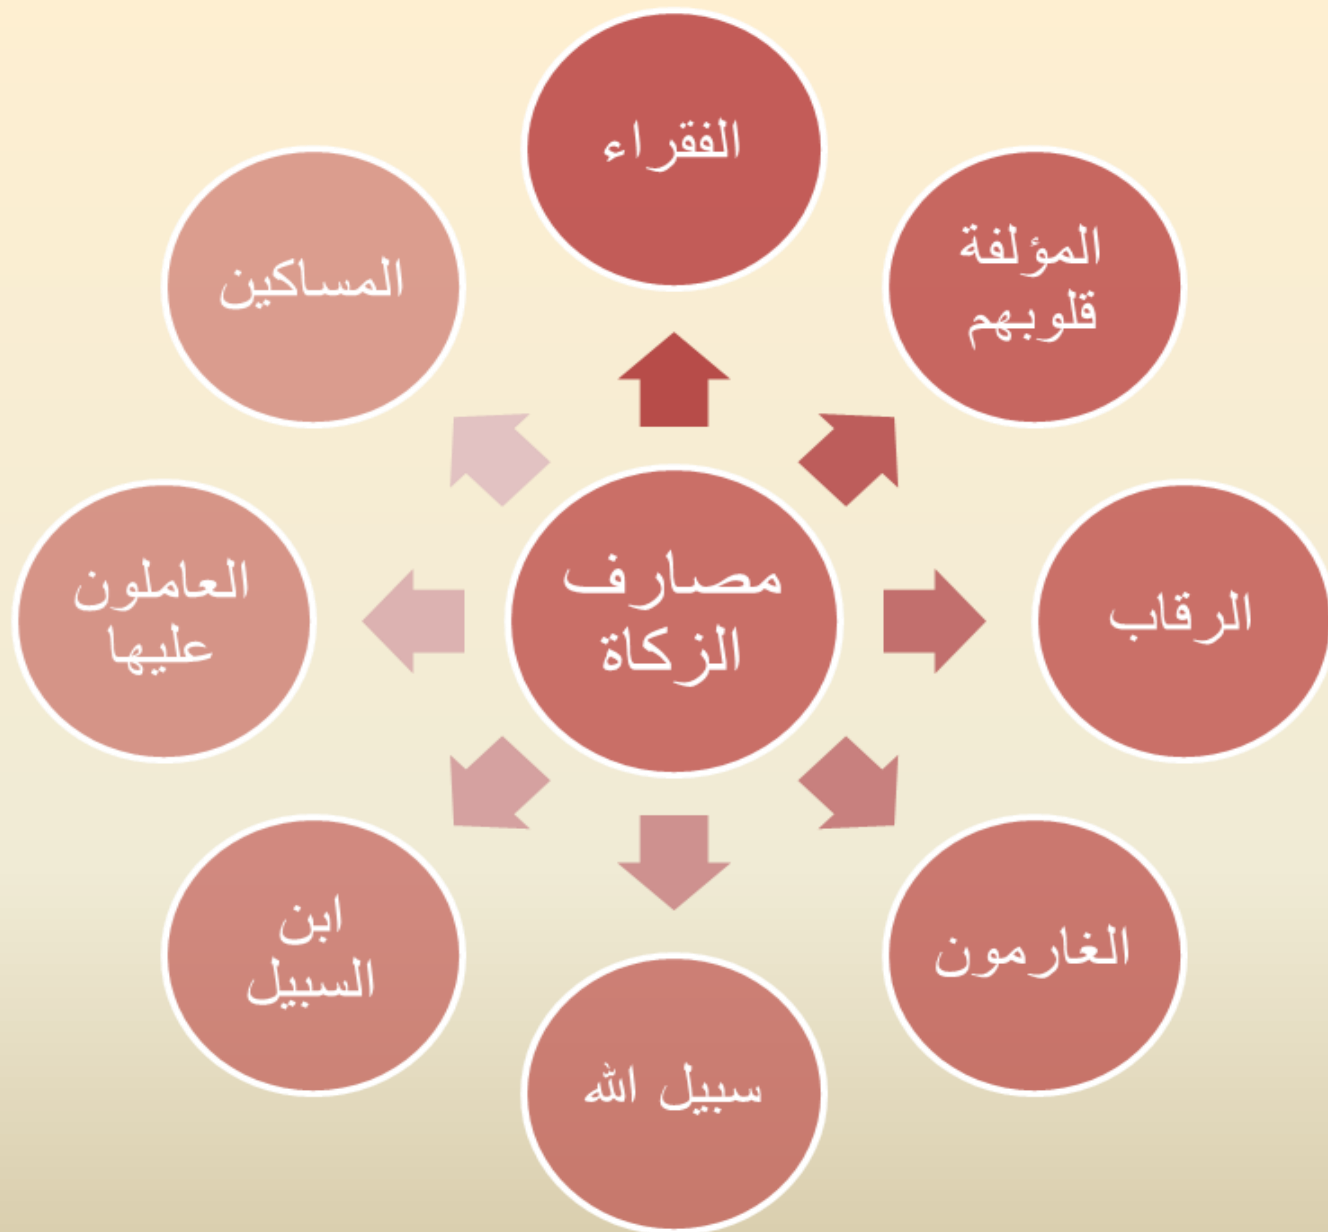 الفقراء
المؤلفة
قلوبهم
الرقاب
الغارمون
سبيل الله
ابن
السبيل
العاملون
عليها
المساكين
مصارف
الزكاة